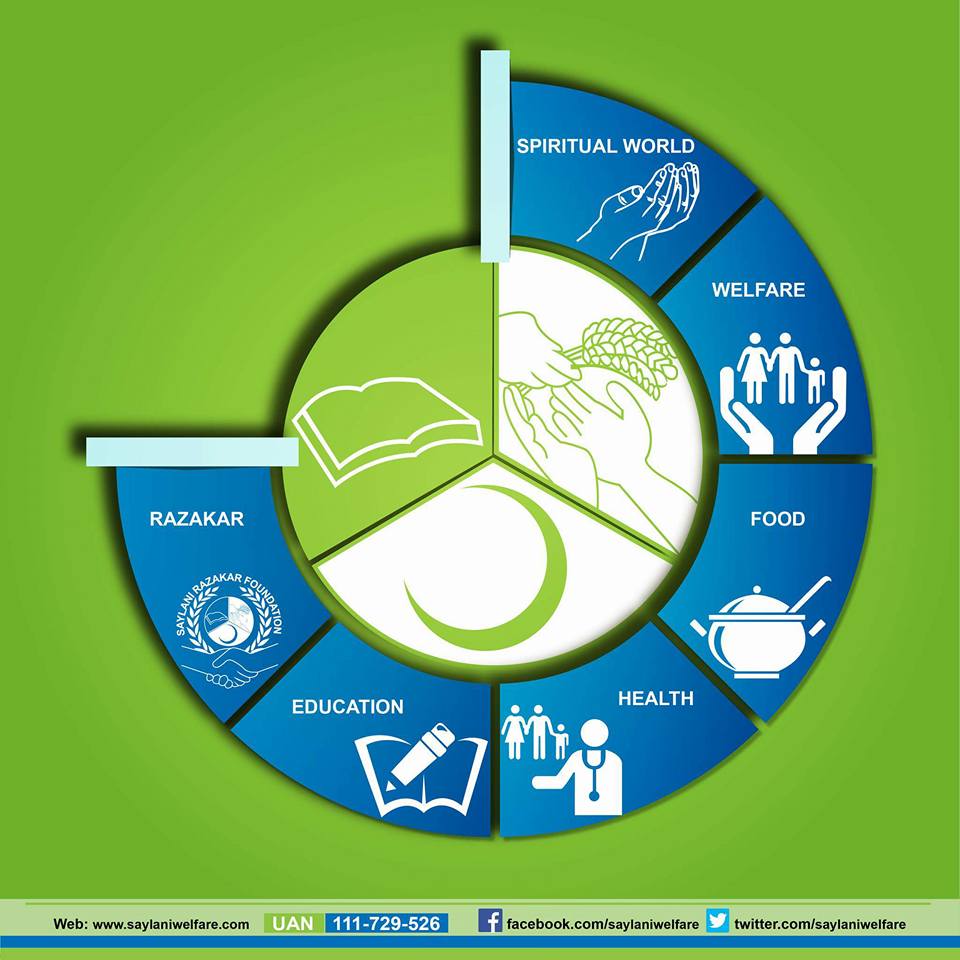 SPIRITUAL WORLD
WELFARE
FOOD
HEALTH
EDUCATION
RAZAKAR
SAYLANI RAZAKAR FOUNDATION
Web: www.saylaniwelfare.com UAN 111-729-526 facebook.com/saylaniwelfare twitter.com/saylaniwelfare